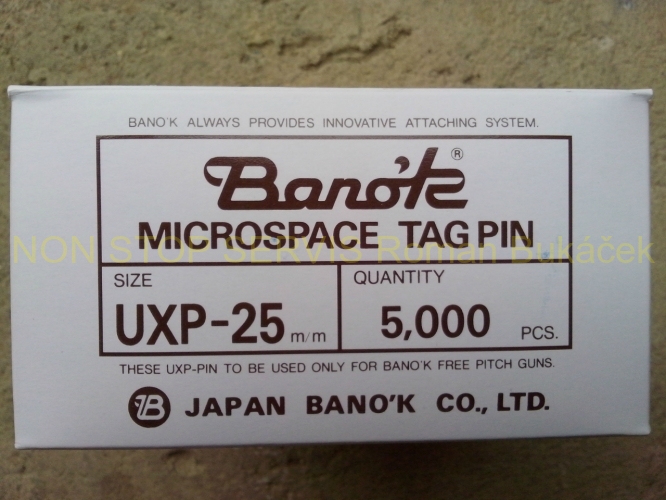 BANO'K ALWAYS PROVIDES INNOVATIVE ATTACHING SYSTEM.
Bano'k®
MICROSPACE TAG PIN
NON STOP SERVIS Roman Bukáček
SIZE
UXP-25 m/m
QUANTITY
5,000 PCS.
THESE UXP-PIN TO BE USED ONLY FOR BANO'K FREE PITCH GUNS.
B JAPAN BANO'K CO., LTD.